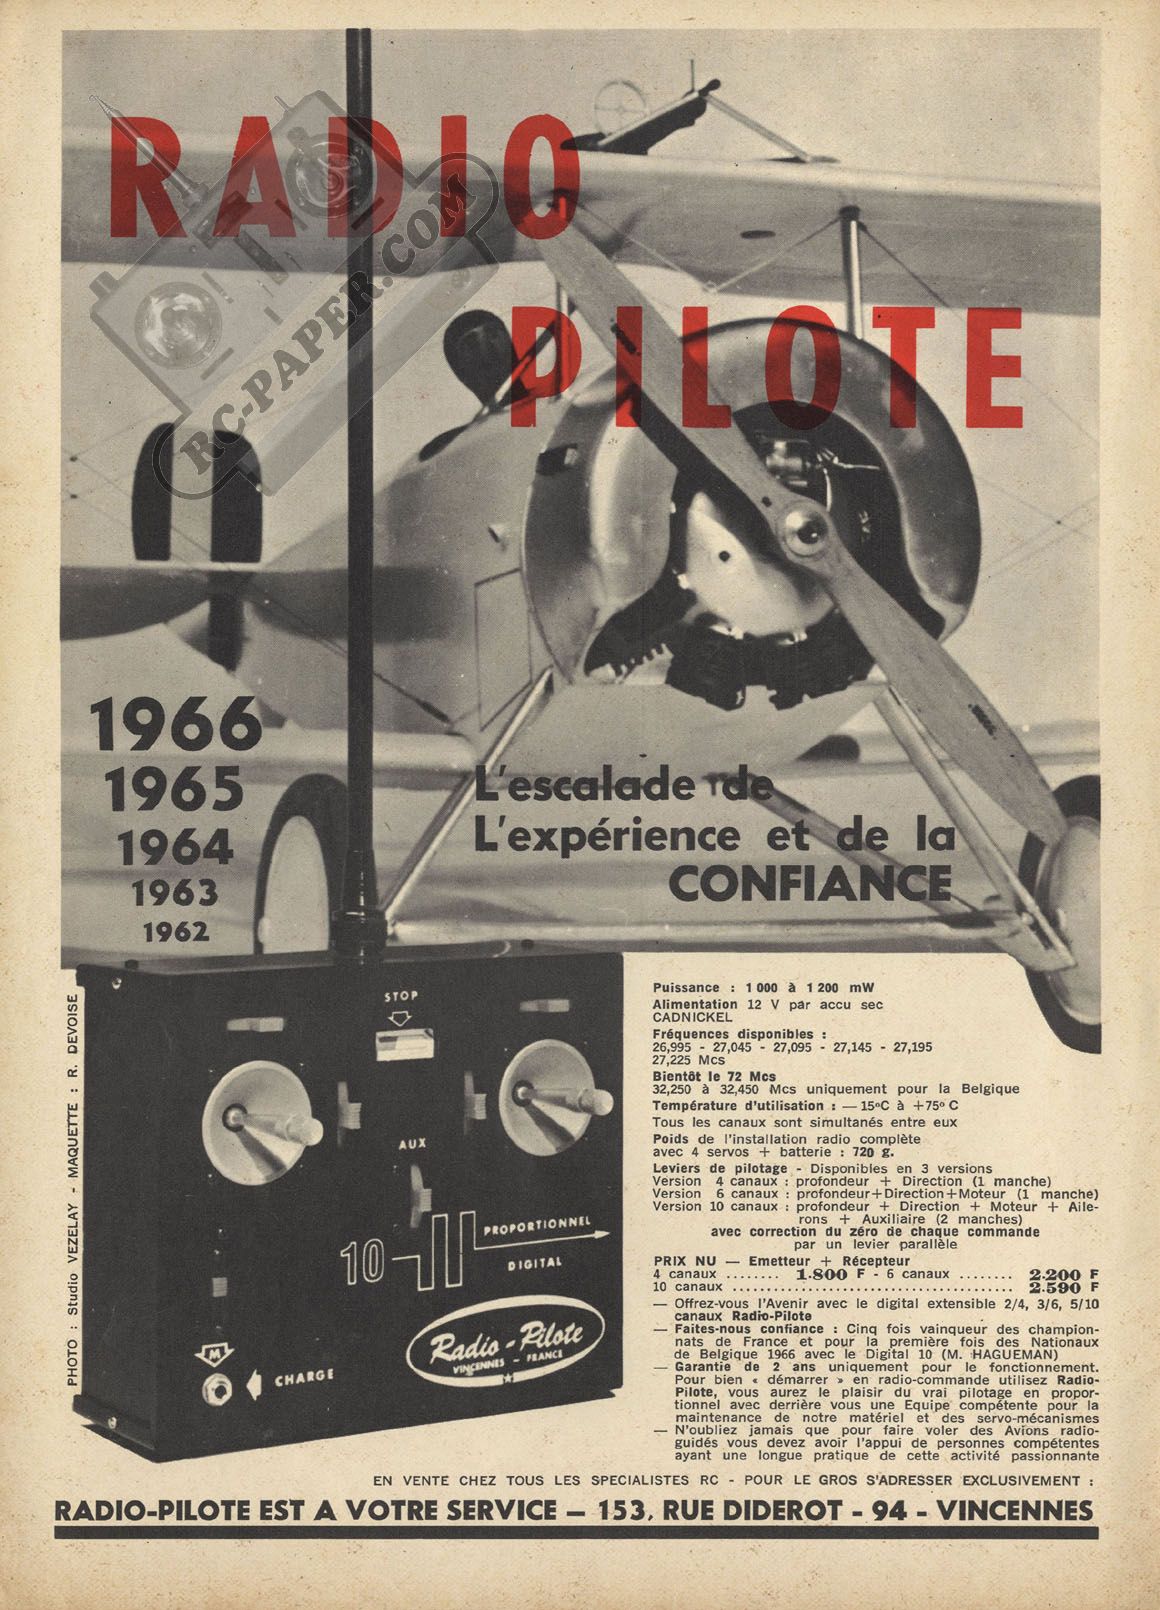 RADIO
PILOTE
RC-PAPER.COM
1966
1965
1964
1963
1962
L'escalade de
L'expérience et de la
CONFIANCE
PHOTO : Studio VEZELAY - MAQUETTE : R. DEVOISE
STOP
AUX
10
PROPORTIONNEL
DIGITAL
Radio-Pilote
VINCENNES - FRANCE
M
CHARGE
Puissance : 1 000 à 1 200 mW
Alimentation 12 V par accu sec
CADNICKEL
Fréquences disponibles :
26,995 - 27,045 - 27,095 - 27,145 - 27,195
27,225 Mcs
Bientôt le 72 Mcs
32,250 à 32,450 Mcs uniquement pour la Belgique
Température d'utilisation : — 15°C à +75° C
Tous les canaux sont simultanés entre eux
Poids de l'installation radio complète
avec 4 servos + batterie : 720 g.
Leviers de pilotage - Disponibles en 3 versions
Version 4 canaux : profondeur + Direction (1 manche)
Version 6 canaux : profondeur+Direction+Moteur (1 manche)
Version 10 canaux : profondeur + Direction + Moteur + Aile-
rons + Auxiliaire (2 manches)
avec correction du zéro de chaque commande
par un levier parallèle
PRIX NU — Emetteur + Récepteur
4 canaux ........ 1.800 F - 6 canaux ........ 2.200 F
10 canaux ..................................... 2.590 F
— Offrez-vous l'Avenir avec le digital extensible 2/4, 3/6, 5/10
canaux Radio-Pilote
— Faites-nous confiance : Cinq fois vainqueur des champion-
nats de France et pour la première fois des Nationaux
de Belgique 1966 avec le Digital 10 (M. HAGUEMAN)
— Garantie de 2 ans uniquement pour le fonctionnement.
Pour bien « démarrer » en radio-commande utilisez Radio-
Pilote, vous aurez le plaisir du vrai pilotage en propor-
tionnel avec derrière vous une Equipe compétente pour la
maintenance de notre matériel et des servo-mécanismes
— N'oubliez jamais que pour faire voler des Avions radio-
guidés vous devez avoir l'appui de personnes compétentes
ayant une longue pratique de cette activité passionnante
EN VENTE CHEZ TOUS LES SPECIALISTES RC - POUR LE GROS S'ADRESSER EXCLUSIVEMENT :
RADIO-PILOTE EST A VOTRE SERVICE — 153, RUE DIDEROT - 94 - VINCENNES